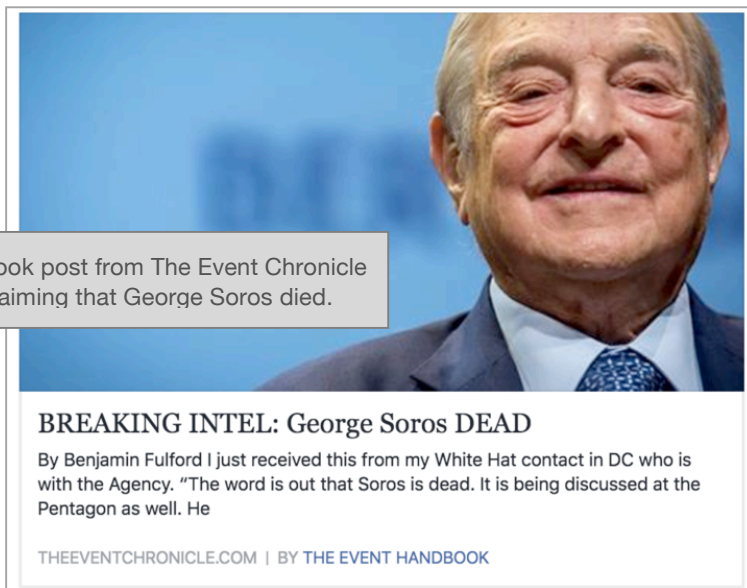 ook post from The Event Chronicle
aiming that George Soros died.
BREAKING INTEL: George Soros DEAD
By Benjamin Fulford I just received this from my White Hat contact in DC who is
with the Agency. “The word is out that Soros is dead. It is being discussed at the
Pentagon as well. He
THEEVENTCHRONICLE.COM | BY THE EVENT HANDBOOK